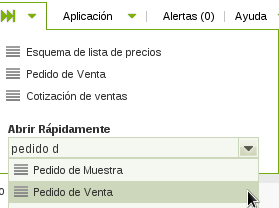 Aplicación Alertas (0) Ayuda
Esquema de lista de precios
Pedido de Venta
Cotización de ventas
Abrir Rápidamente
pedido d
Pedido de Muestra
Pedido de Venta